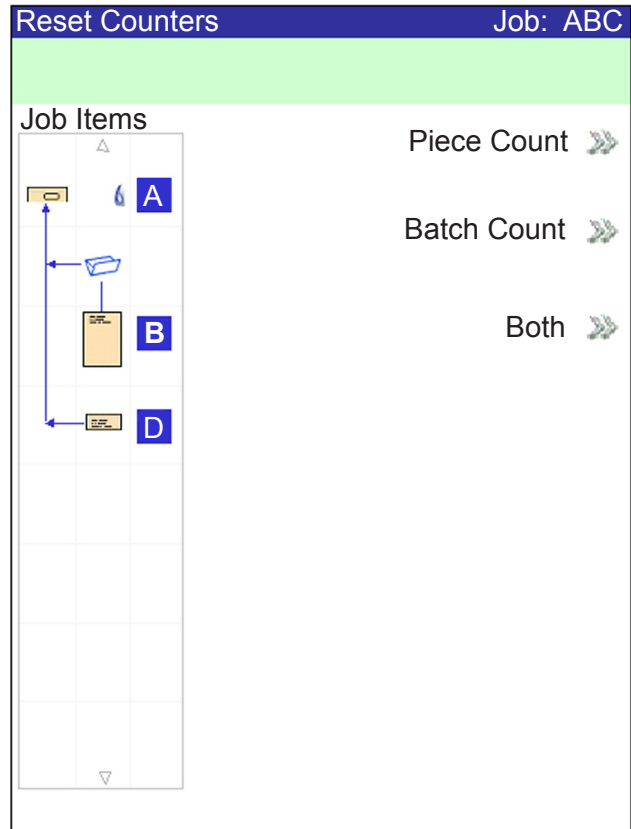 Reset Counters Job: ABC
Job Items
Piece Count
A
Batch Count
B
Both
D